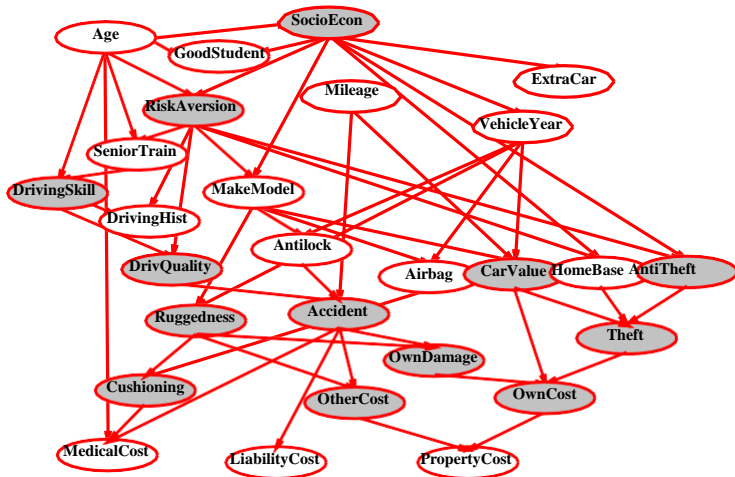 SocioEcon
Age
GoodStudent
ExtraCar
Mileage
RiskAversion
VehicleYear
SeniorTrain
DrivingSkill
MakeModel
DrivingHist
Antilock
DrivQuality
Airbag
CarValue
HomeBase
AntiTheft
Ruggedness
Accident
Theft
OwnDamage
Cushioning
OtherCost
OwnCost
MedicalCost
LiabilityCost
PropertyCost